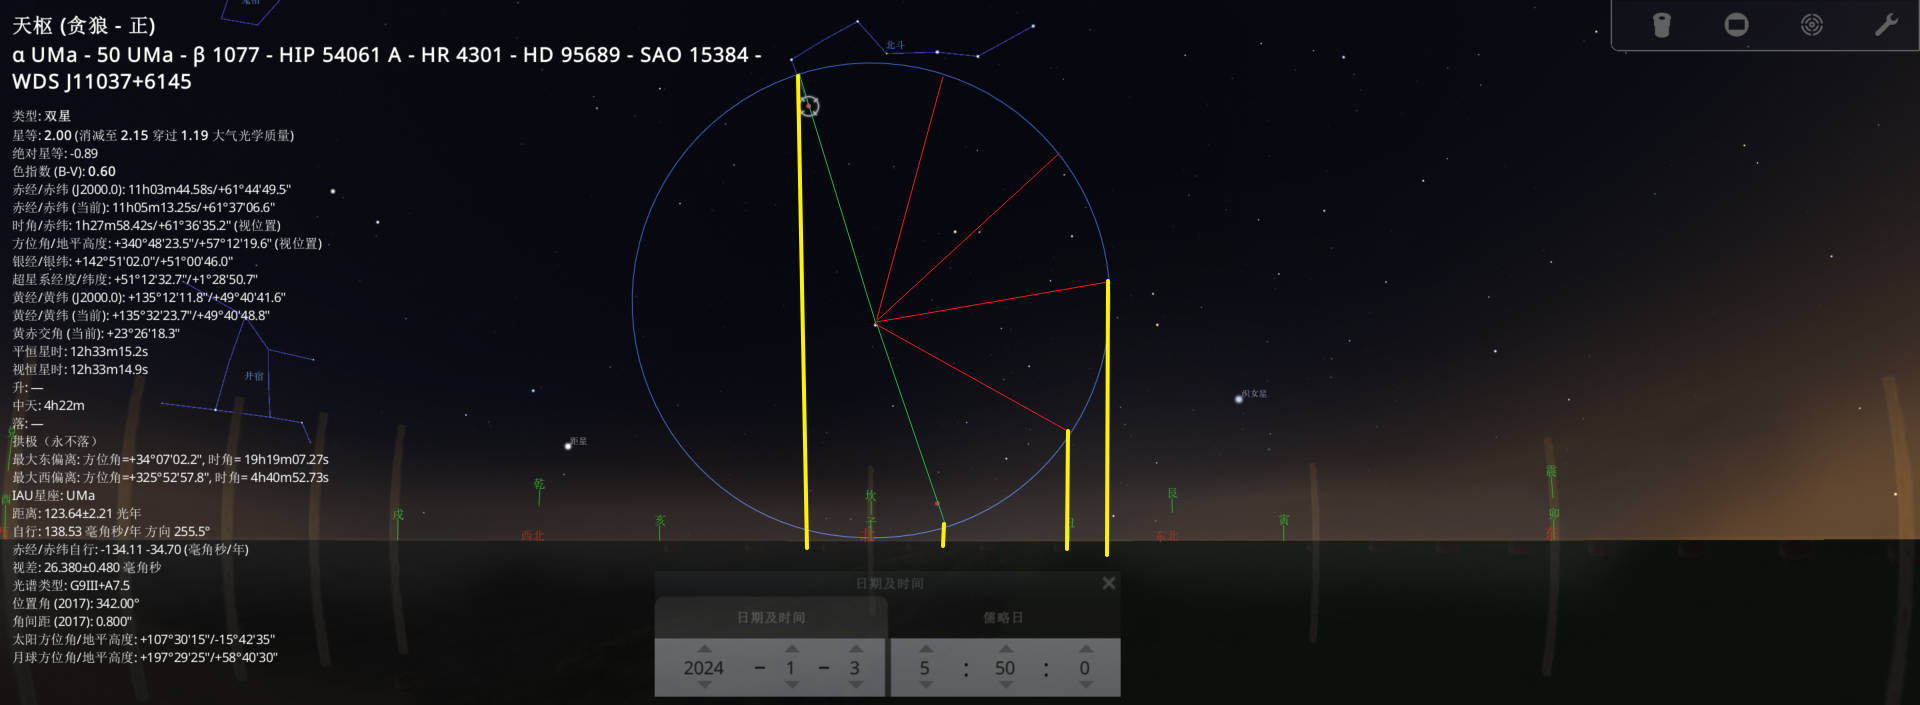 鬼宿
天枢 (贪狼 - 正)
α UMa - 50 UMa - β 1077 - HIP 54061 A - HR 4301 - HD 95689 - SAO 15384 -
WDS J11037+6145
类型: 双星
星等: 2.00 (消减至 2.15 穿过 1.19 大气光学质量)
绝对星等: -0.89
色指数 (B-V): 0.60
赤经/赤纬 (J2000.0): 11h03m44.58s/+61°44'49.5"
赤经/赤纬 (当前): 11h05m13.25s/+61°37'06.6"
时角/赤纬: 1h27m58.42s/+61°36'35.2" (视位置)
方位角/地平高度: +340°48'23.5"/+57°12'19.6" (视位置)
银经/银纬: +142°51'02.0"/+51°00'46.0"
超星系经度/纬度: +51°12'32.7"/+1°28'50.7"
黄经/黄纬 (J2000.0): +135°12'11.8"/+49°40'41.6"
黄经/黄纬 (当前): +135°32'23.7"/+49°40'48.8"
黄赤交角 (当前): +23°26'18.3"
平恒星时: 12h33m15.2s
视恒星时: 12h33m14.9s
升: —
中天: 4h22m
落: —
拱极（永不落）
最大东偏离: 方位角=+34°07'02.2", 时角= 19h19m07.27s
最大西偏离: 方位角=+325°52'57.8", 时角= 4h40m52.73s
IAU星座: UMa
距离: 123.64±2.21 光年
自行: 138.53 毫角秒/年 方向 255.5°
赤经/赤纬自行: -134.11 -34.70 (毫角秒/年)
视差: 26.380±0.480 毫角秒
光谱类型: G9III+A7.5
位置角 (2017): 342.00°
角间距 (2017): 0.800"
太阳方位角/地平高度: +107°30'15"/-15°42'35"
月球方位角/地平高度: +197°29'25"/+58°40'30"
北斗
井宿
织女星
距星
酉
戌
乾
西北
亥
坎
子
丑
艮
东北
寅
震
卯
东
日期及时间
日期及时间
儒略日
2024 - 1 - 3
5 : 50 : 0